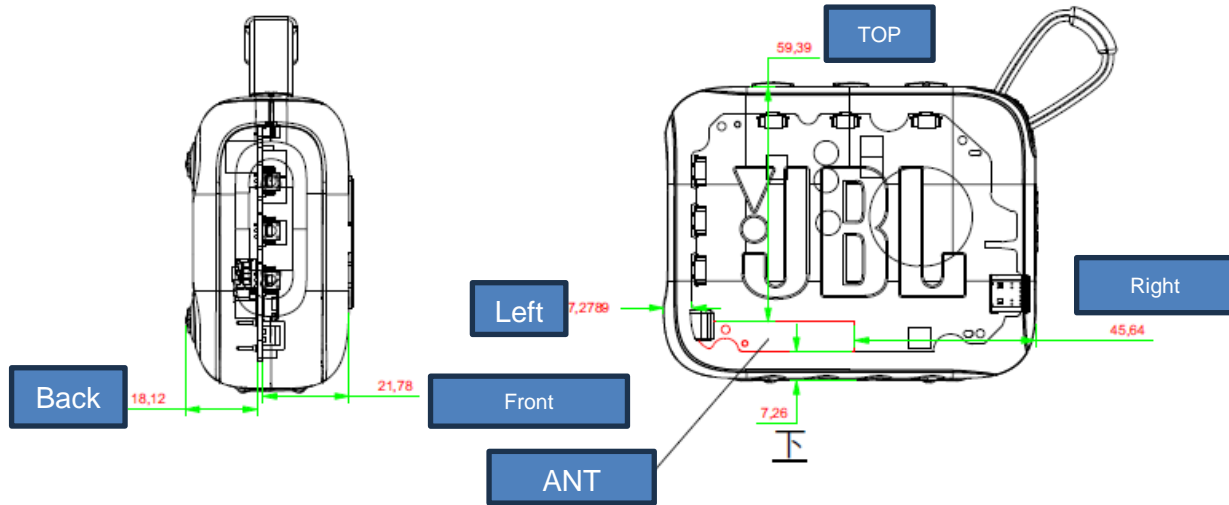 TOP
59,39
JBL
Left
7,2789
Right
45,64
Back
18,12
21,78
Front
7,26
下
ANT